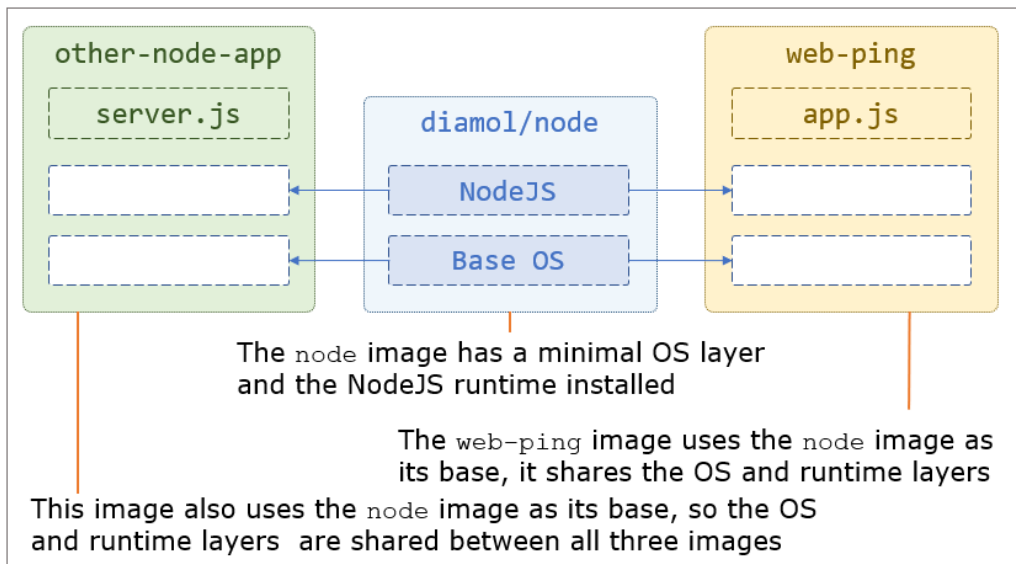 other-node-app
server.js
diamol/node
NodeJS
Base OS
web-ping
app.js
The node image has a minimal OS layer
and the NodeJS runtime installed
The web-ping image uses the node image as
its base, it shares the OS and runtime layers
This image also uses the node image as its base, so the OS
and runtime layers  are shared between all three images